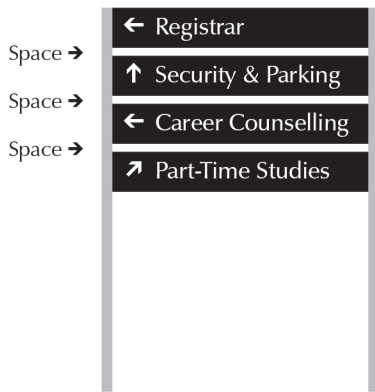 ← Registrar
Space →
↑ Security & Parking
Space →
← Career Counselling
Space →
↗ Part-Time Studies